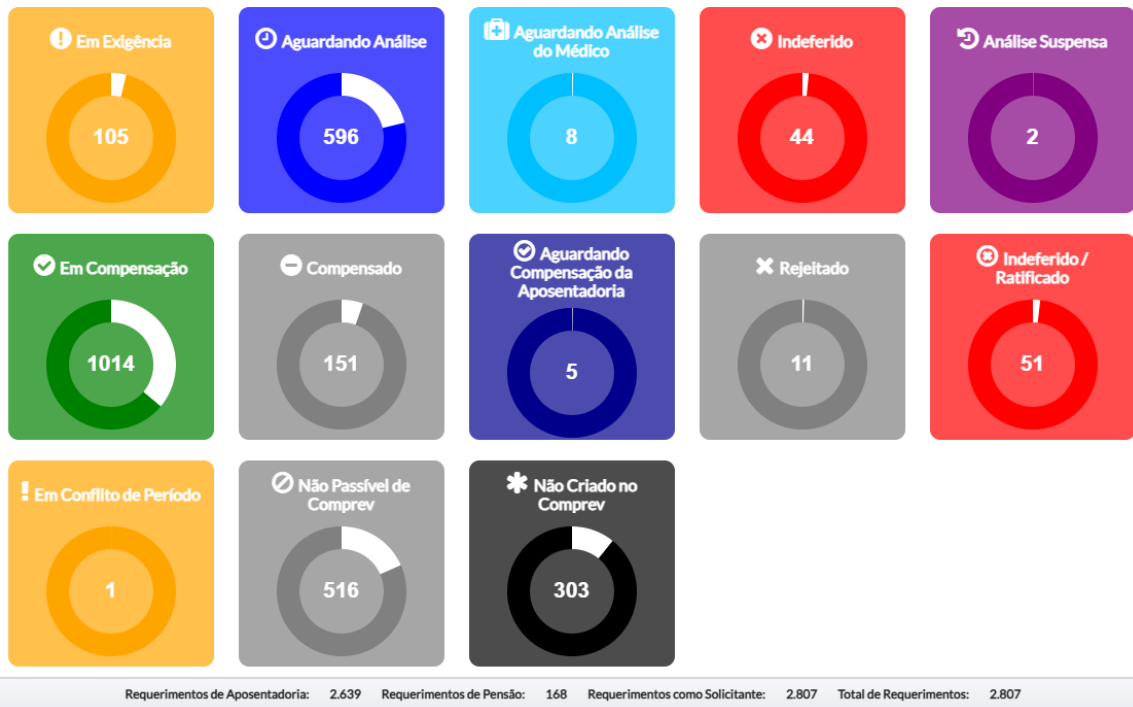 Em Exigência
105
Aguardando Análise
596
Aguardando Análise
do Médico
8
Indeferido
44
Análise Suspensa
2
Em Compensação
1014
Compensado
151
Aguardando
Compensação da
Aposentadoria
5
Rejeitado
11
Indeferido /
Ratificado
51
Em Conflito de Período
1
Não Passível de
Comprev
516
Não Criado no
Comprev
303
Requerimentos de Aposentadoria: 2.639 Requerimentos de Pensão: 168 Requerimentos como Solicitante: 2.807 Total de Requerimentos: 2.807